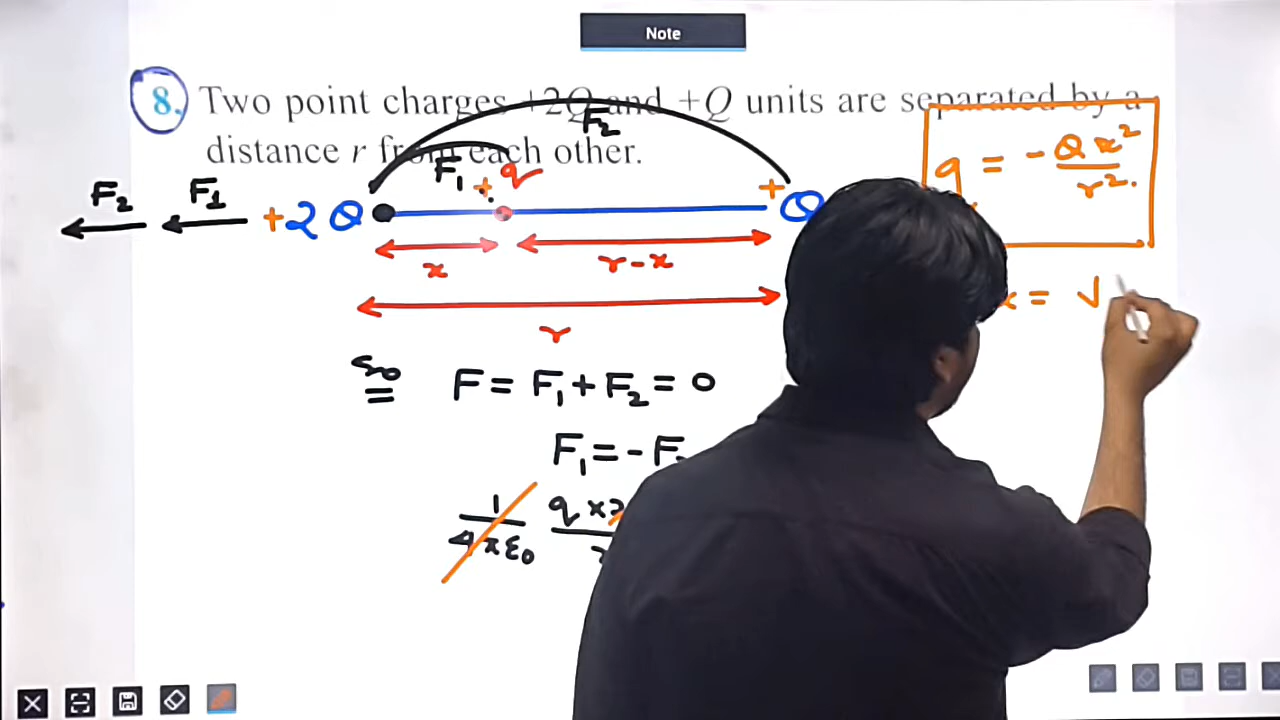 Note
8. Two point charges +2Q and +Q units are separated by a
distance r from each other.
F₂
F₁
+ q
F₂ F₁ +2Q
+ Q
x
r-x
r
q = - Qx²/r².
x = √
So F = F₁ + F₂ = 0
F₁ = - F
1/4πε₀ q ×2